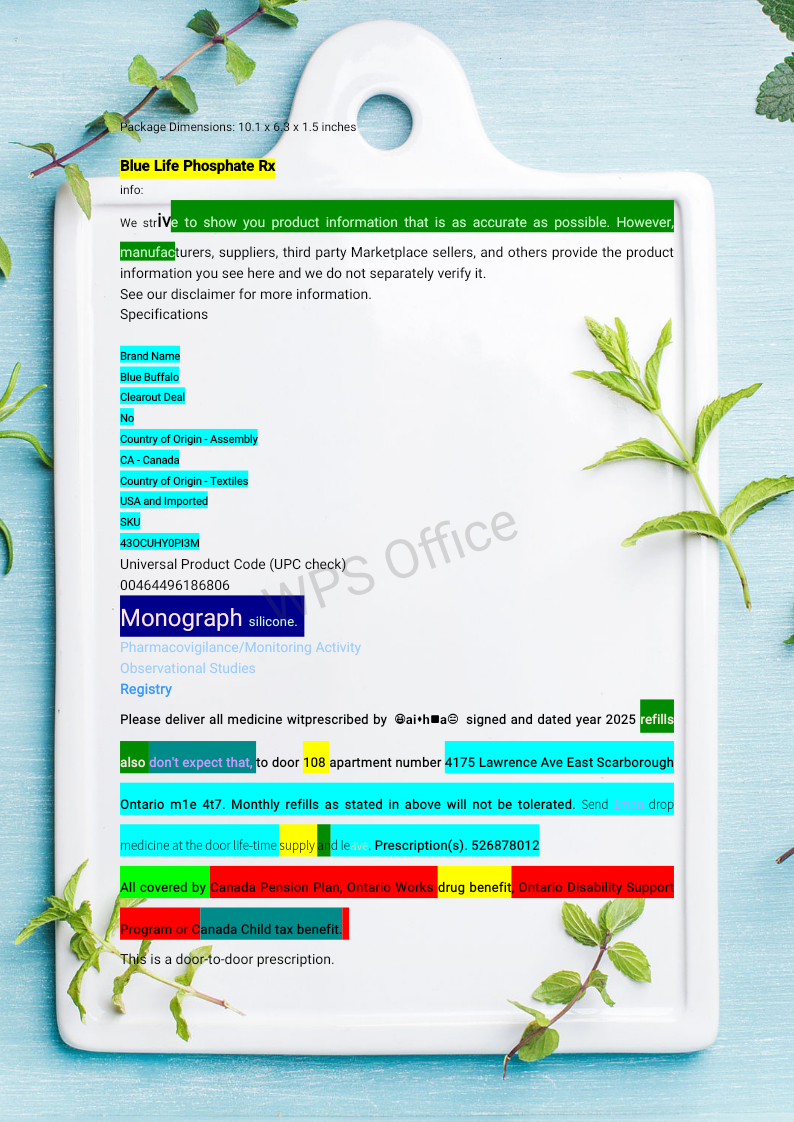 Package Dimensions: 10.1 x 6.3 x 1.5 inches
Blue Life Phosphate Rx
info:
We strive to show you product information that is as accurate as possible. However,
manufacturers, suppliers, third party Marketplace sellers, and others provide the product
information you see here and we do not separately verify it.
See our disclaimer for more information.
Specifications
Brand Name
Blue Buffalo
Clearout Deal
No
Country of Origin - Assembly
CA - Canada
Country of Origin - Textiles
USA and Imported
SKU
43OCUHY0PI3M
Universal Product Code (UPC check)
00464496186806
WPS Office
Monograph silicone.
Pharmacovigilance/Monitoring Activity
Observational Studies
Registry
Please deliver all medicine witprescribed by signed and dated year 2025 refills
also don't expect that, to door 108 apartment number 4175 Lawrence Ave East Scarborough
Ontario m1e 4t7. Monthly refills as stated in above will not be tolerated. Send drop
medicine at the door life-time supply and leave. Prescription(s). 526878012
All covered by Canada Pension Plan, Ontario Works drug benefit, Ontario Disability Support
Program or Canada Child tax benefit.
This is a door-to-door prescription.